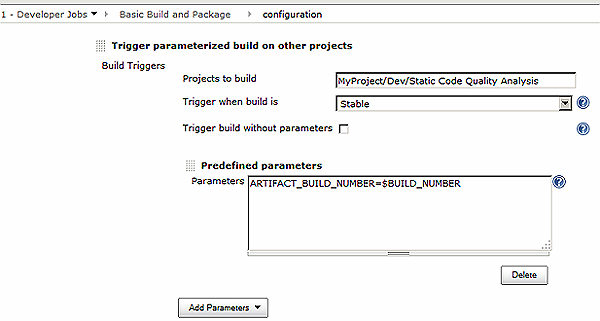 1 - Developer Jobs Basic Build and Package configuration
Trigger parameterized build on other projects
Build Triggers
Projects to build MyProject/Dev/Static Code Quality Analysis
Trigger when build is Stable
Trigger build without parameters
Predefined parameters
Parameters ARTIFACT_BUILD_NUMBER=$BUILD_NUMBER
Delete
Add Parameters